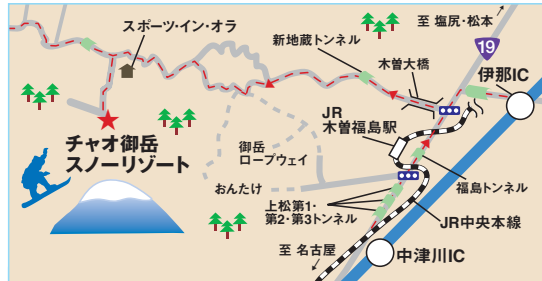 至 塩尻・松本
スポーツ・イン・オラ
新地蔵トンネル
19
木曽大橋
伊那IC
JR
木曽福島駅
チャオ御岳
スノーリゾート
御岳
ロープウェイ
おんたけ
福島トンネル
上松第1・
第2・第3トンネル
JR中央本線
至 名古屋
中津川IC